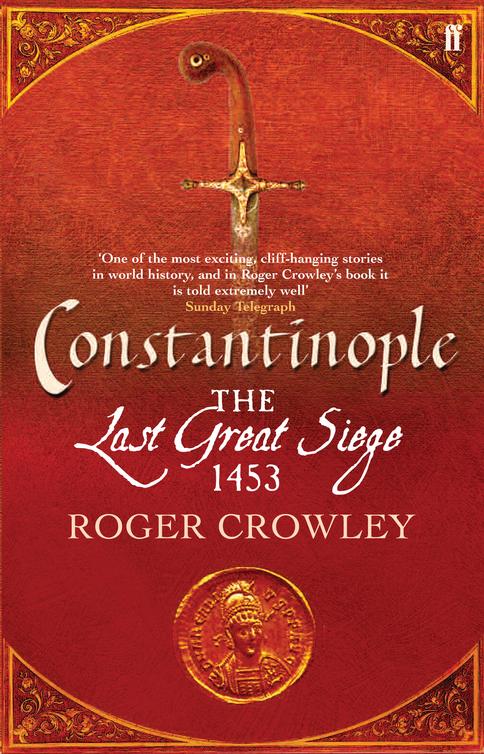 ff
'One of the most exciting, cliff-hanging stories
in world history, and in Roger Crowley's book it
is told extremely well'
Sunday Telegraph
Constantinople
THE
Last Great Siege
1453
ROGER CROWLEY